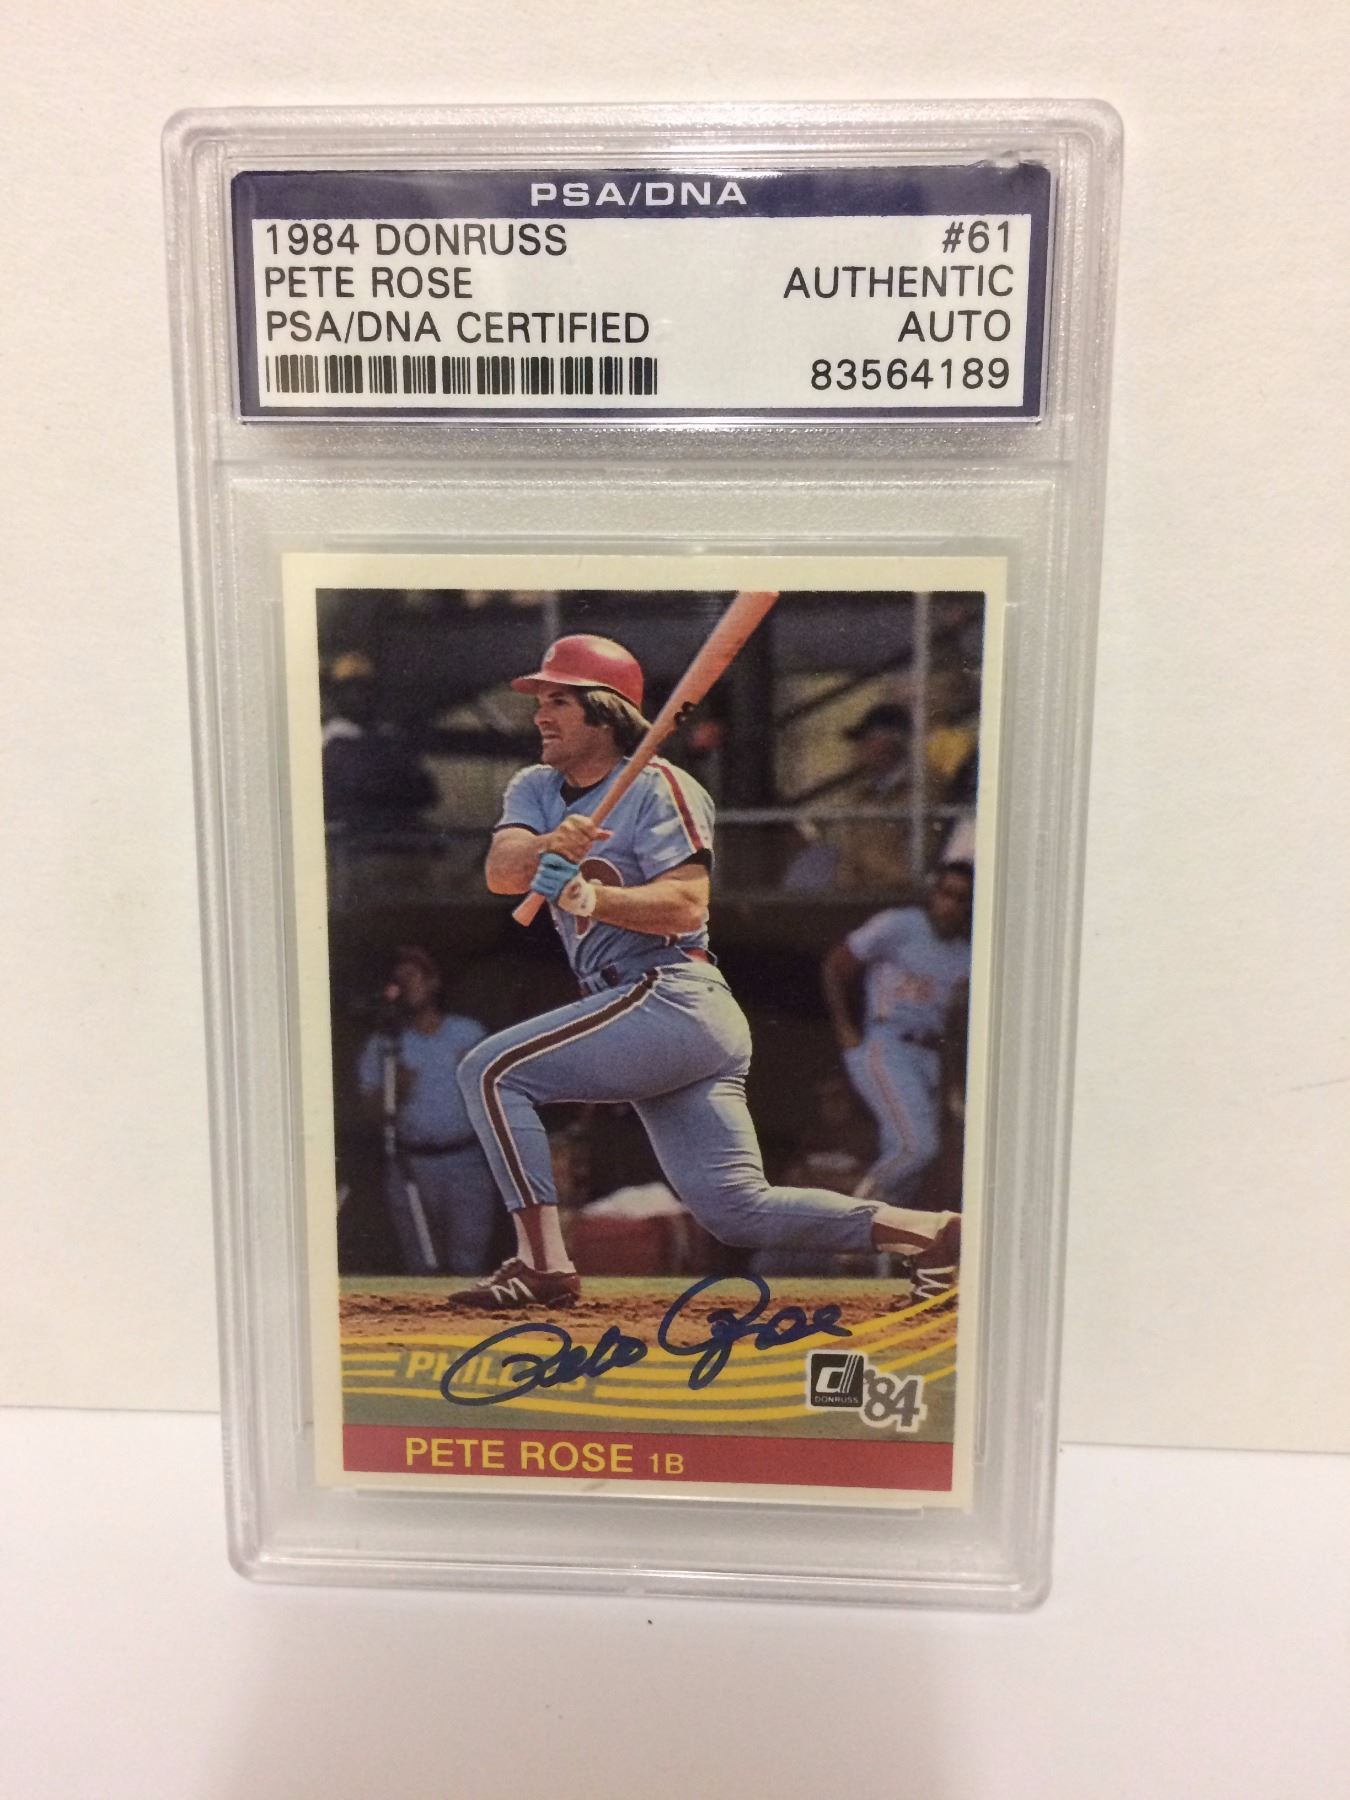 PSA/DNA
1984 DONRUSS #61
PETE ROSE AUTHENTIC
PSA/DNA CERTIFIED AUTO
83564189
Pete Rose
PHILLIES
d
DONRUSS
'84
PETE ROSE 1B